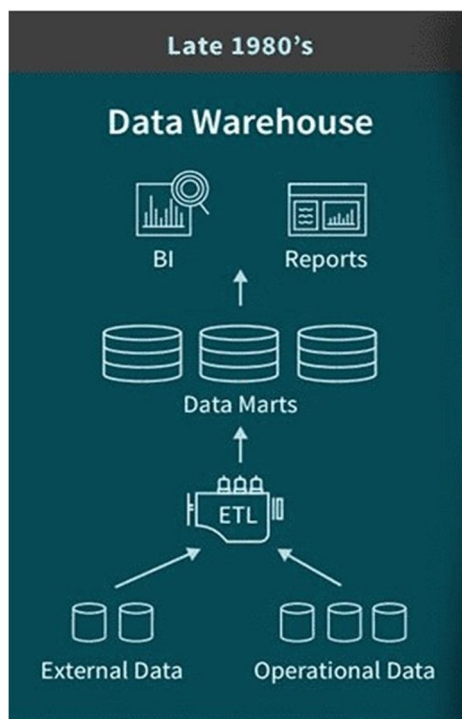 Late 1980’s
Data Warehouse
BI
Reports
Data Marts
ETL
External Data
Operational Data